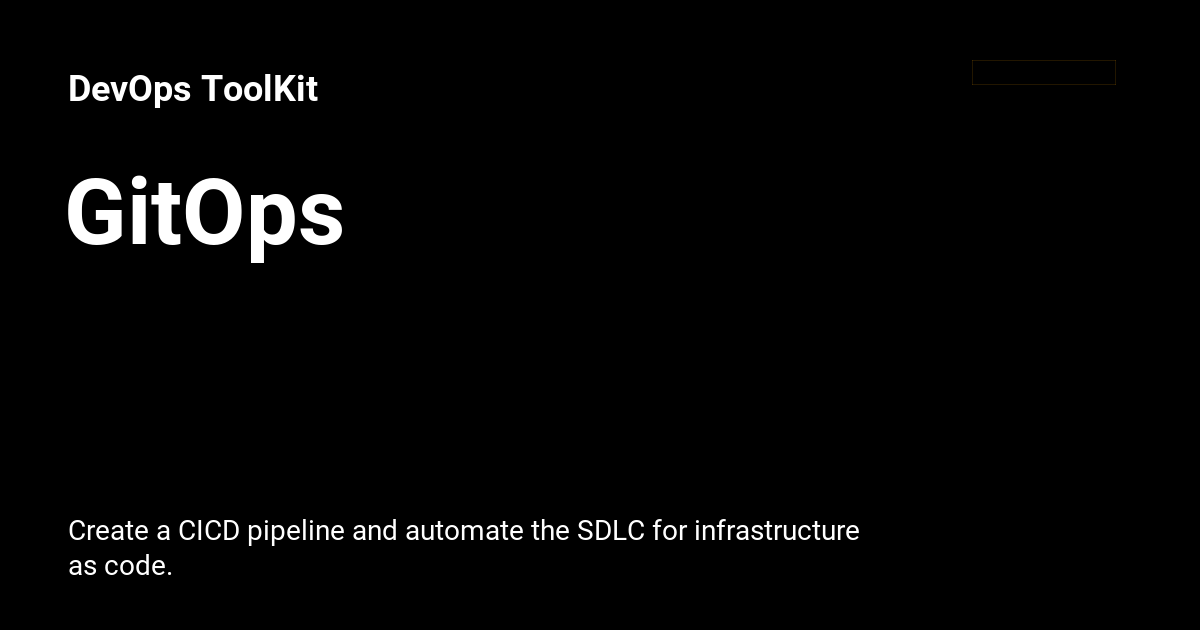 DevOps ToolKit
GitOps
Create a CICD pipeline and automate the SDLC for infrastructure
as code.